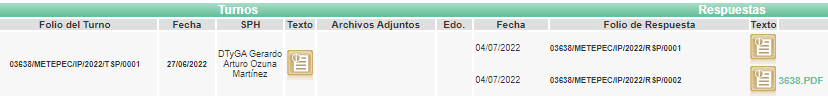 Turnos Respuestas
Folio del Turno Fecha SPH Texto Archivos Adjuntos Edo. Fecha Folio de Respuesta Texto
03638/METEPEC/IP/2022/TSP/0001 27/06/2022 DTyGA Gerardo
Arturo Ozuna
Martínez
04/07/2022 03638/METEPEC/IP/2022/RSP/0001
04/07/2022 03638/METEPEC/IP/2022/RSP/0002 3638.PDF